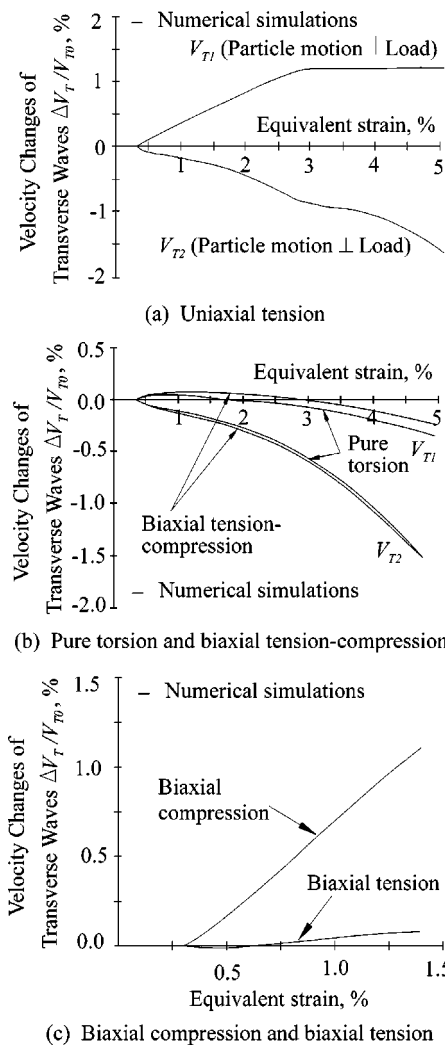 Velocity Changes of
Transverse Waves ΔV_T/V_T0, %
– Numerical simulations
V_T1 (Particle motion | Load)
Equivalent strain, %
2
1
0
-1
-2
1 2 3 4 5
V_T2 (Particle motion ⊥ Load)
(a) Uniaxial tension
Velocity Changes of
Transverse Waves ΔV_T/V_T0, %
0.5
0.0
-0.5
-1.0
-1.5
-2.0
Equivalent strain, %
1 2 3 4 5
Pure
torsion
V_T1
Biaxial tension-
compression
V_T2
– Numerical simulations
(b) Pure torsion and biaxial tension-compression
Velocity Changes of
Transverse Waves ΔV_T/V_T0, %
1.5
1.0
0.5
0.0
– Numerical simulations
Biaxial
compression
Biaxial tension
0.5 1.0 1.5
Equivalent strain, %
(c) Biaxial compression and biaxial tension